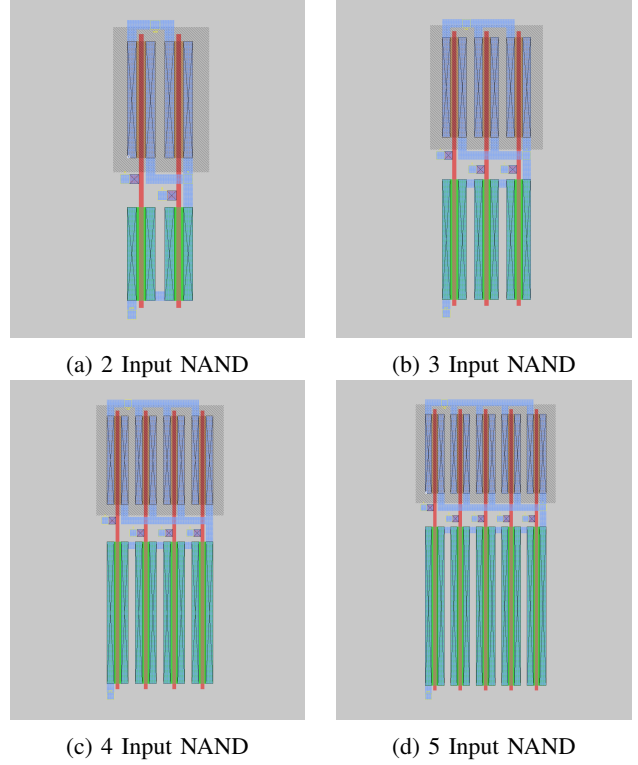 (a) 2 Input NAND
(b) 3 Input NAND
(c) 4 Input NAND
(d) 5 Input NAND